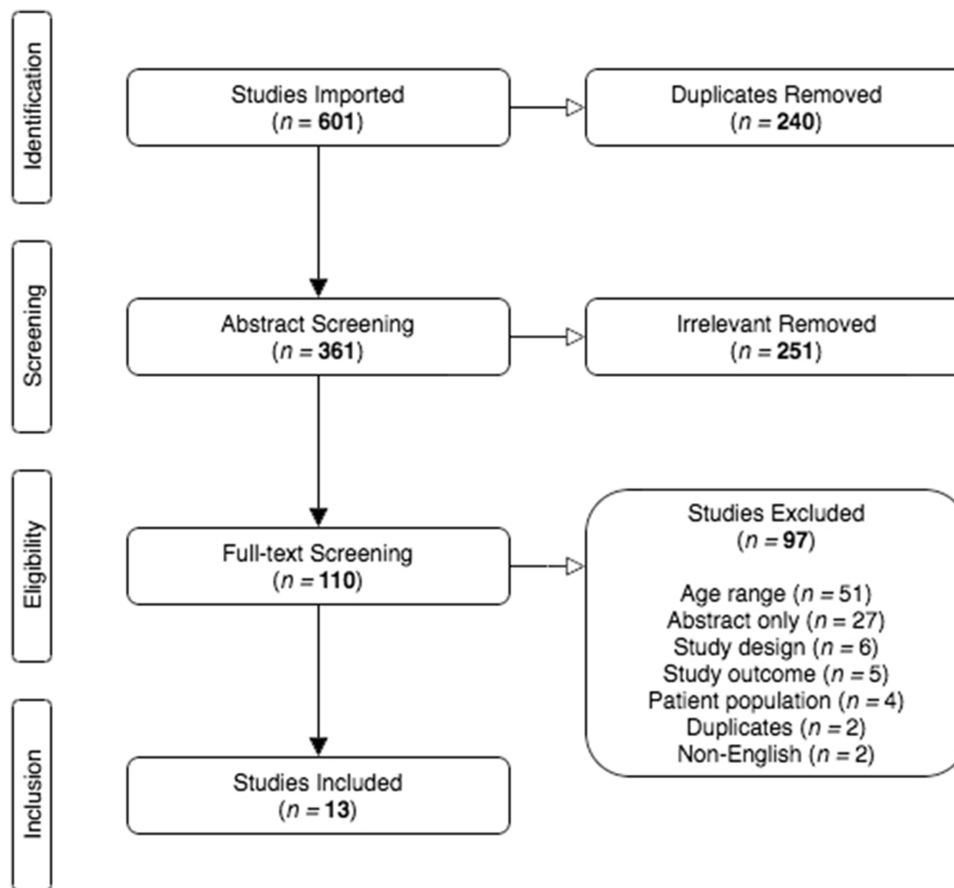 Identification
Studies Imported
(n = 601)
Duplicates Removed
(n = 240)
Screening
Abstract Screening
(n = 361)
Irrelevant Removed
(n = 251)
Eligibility
Full-text Screening
(n = 110)
Studies Excluded
(n = 97)
Age range (n = 51)
Abstract only (n = 27)
Study design (n = 6)
Study outcome (n = 5)
Patient population (n = 4)
Duplicates (n = 2)
Non-English (n = 2)
Inclusion
Studies Included
(n = 13)